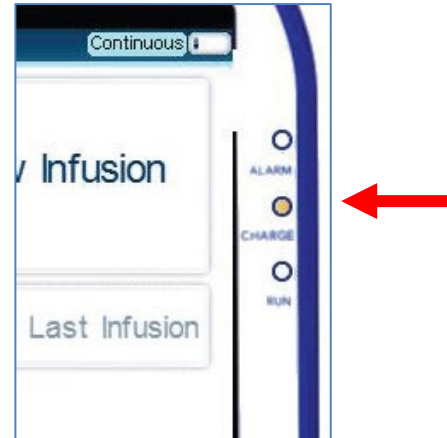 Continuous
Infusion
ALARM
CHARGE
RUN
Last Infusion